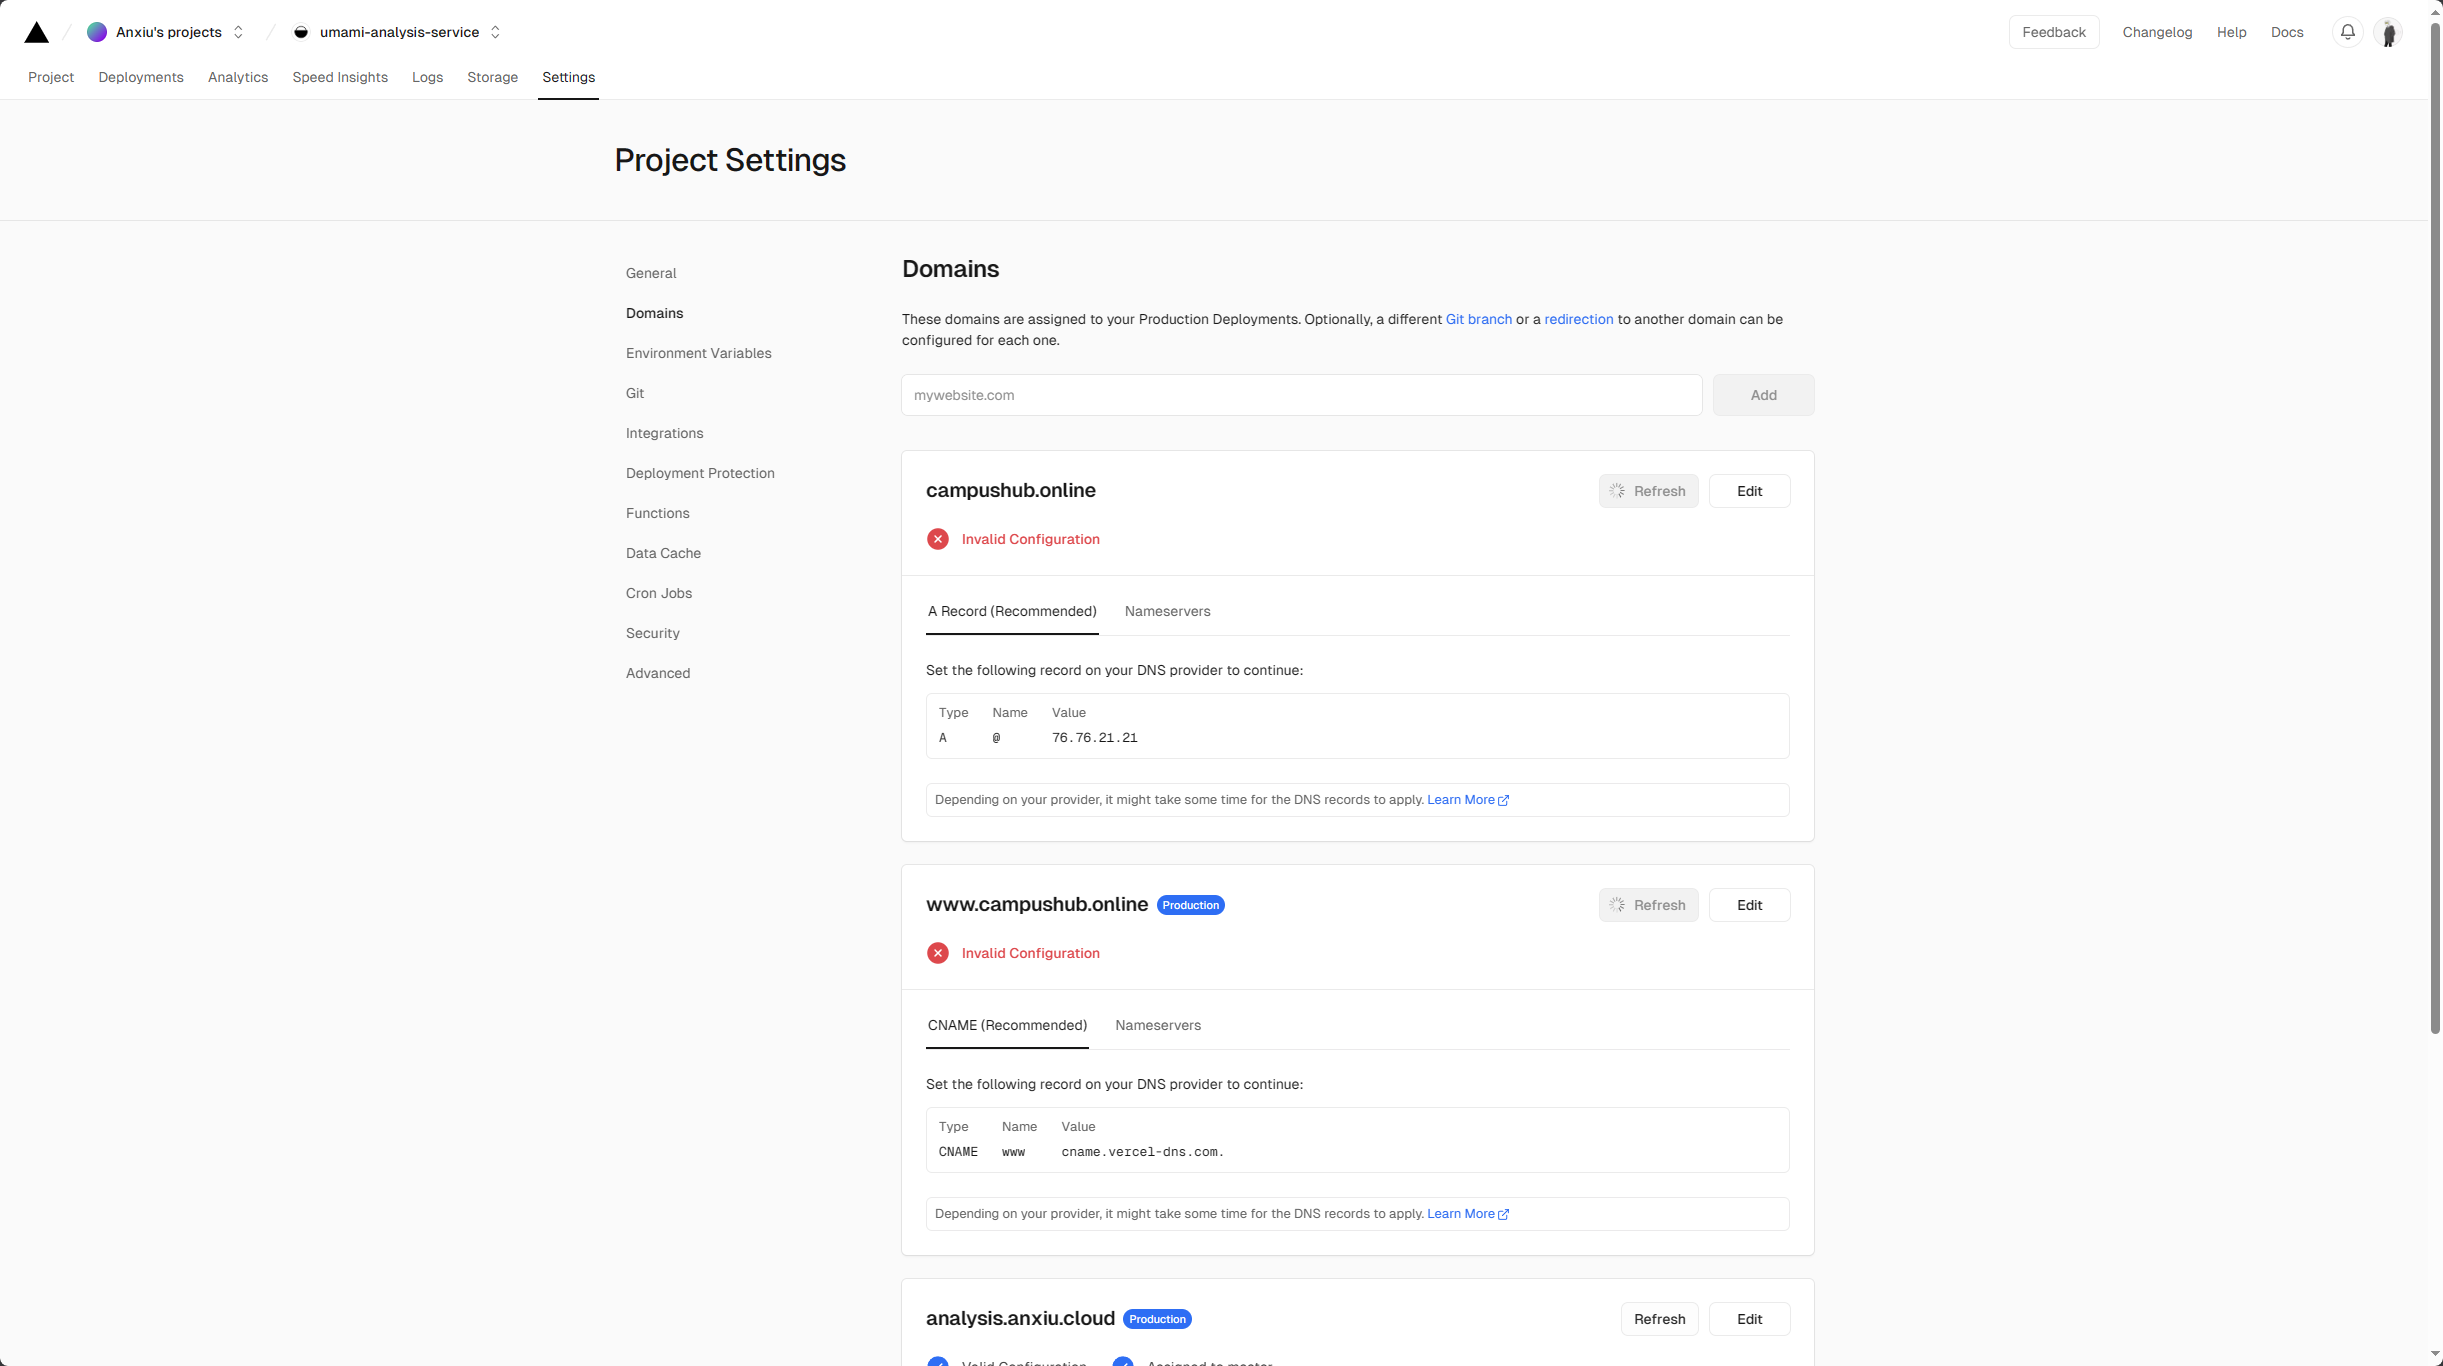 Anxiu's projects
umami-analysis-service
Feedback
Changelog
Help
Docs
Project
Deployments
Analytics
Speed Insights
Logs
Storage
Settings
Project Settings
General
Domains
Environment Variables
Git
Integrations
Deployment Protection
Functions
Data Cache
Cron Jobs
Security
Advanced
Domains
These domains are assigned to your Production Deployments. Optionally, a different Git branch or a redirection to another domain can be
configured for each one.
mywebsite.com
Add
campushub.online
Refresh
Edit
Invalid Configuration
A Record (Recommended)
Nameservers
Set the following record on your DNS provider to continue:
Type Name Value
A @ 76.76.21.21
Depending on your provider, it might take some time for the DNS records to apply. Learn More
www.campushub.online Production
Refresh
Edit
Invalid Configuration
CNAME (Recommended)
Nameservers
Set the following record on your DNS provider to continue:
Type Name Value
CNAME www cname.vercel-dns.com.
Depending on your provider, it might take some time for the DNS records to apply. Learn More
analysis.anxiu.cloud Production
Refresh
Edit
Valid Configuration
Assigned to master